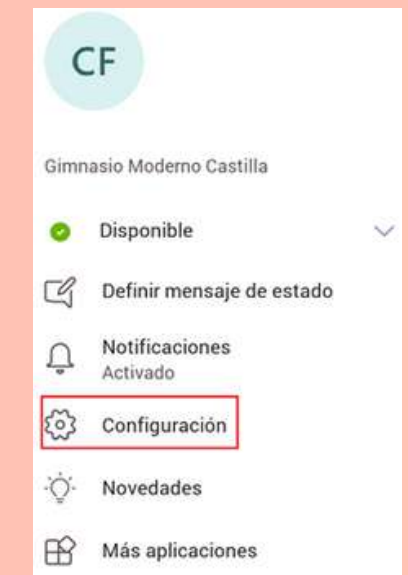 CF
Gimnasio Moderno Castilla
Disponible
Definir mensaje de estado
Notificaciones
Activado
Configuración
Novedades
Más aplicaciones